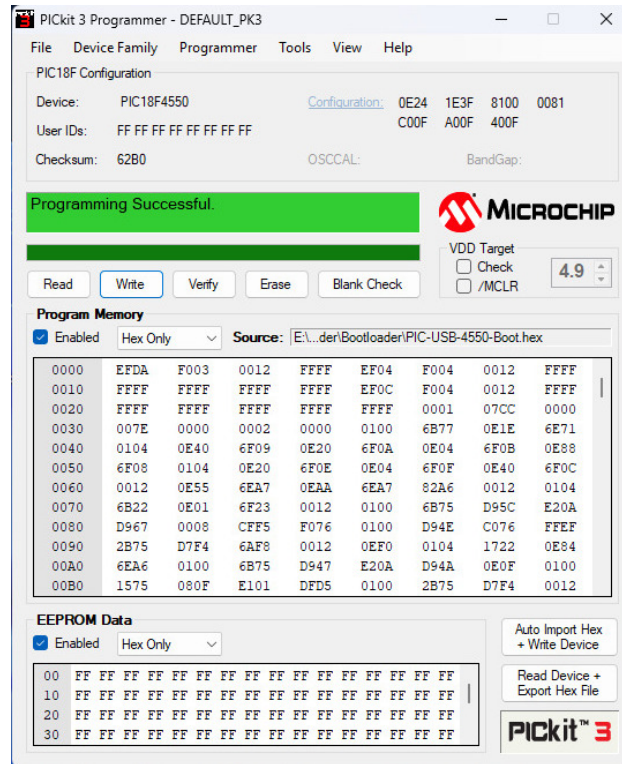 PICkit 3 Programmer - DEFAULT_PK3
File Device Family Programmer Tools View Help
PIC18F Configuration
Device: PIC18F4550 Configuration: 0E24 1E3F 8100 0081
User IDs: FF FF FF FF FF FF FF FF C00F A00F 400F
Checksum: 62B0 OSCCAL: BandGap:
Programming Successful.
MICROCHIP
VDD Target
Check
/MCLR
4.9
Read Write Verify Erase Blank Check
Program Memory
Enabled Hex Only Source: E:\...der\Bootloader\PIC-USB-4550-Boot.hex
0000 EFDA F003 0012 FFFF EF04 F004 0012 FFFF
0010 FFFF FFFF FFFF FFFF EF0C F004 0012 FFFF
0020 FFFF FFFF FFFF FFFF FFFF 0001 07CC 0000
0030 007E 0000 0002 0000 0100 6B77 0E1E 6E71
0040 0104 0E40 6F09 0E20 6F0A 0E04 6F0B 0E88
0050 6F08 0104 0E20 6F0E 0E04 6F0F 0E40 6F0C
0060 0012 0E55 6EA7 0EAA 6EA7 82A6 0012 0104
0070 6B22 0E01 6F23 0012 0100 6B75 D95C E20A
0080 D967 0008 CFF5 F076 0100 D94E C076 FFEF
0090 2B75 D7F4 6AF8 0012 0EF0 0104 1722 0E84
00A0 6EA6 0100 6B75 D947 E20A D94A 0E0F 0100
00B0 1575 080F E101 DFD5 0100 2B75 D7F4 0012
EEPROM Data
Enabled Hex Only
00 FF FF FF FF FF FF FF FF FF FF FF FF FF FF FF FF
10 FF FF FF FF FF FF FF FF FF FF FF FF FF FF FF FF
20 FF FF FF FF FF FF FF FF FF FF FF FF FF FF FF FF
30 FF FF FF FF FF FF FF FF FF FF FF FF FF FF FF FF
Auto Import Hex
+ Write Device
Read Device +
Export Hex File
PICkit™ 3